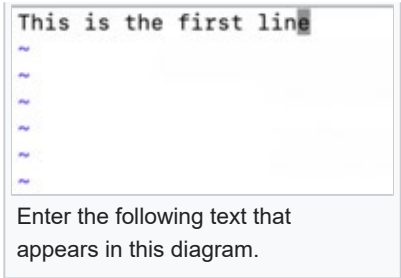 This is the first line
~
~
~
~
~
~
Enter the following text that
appears in this diagram.